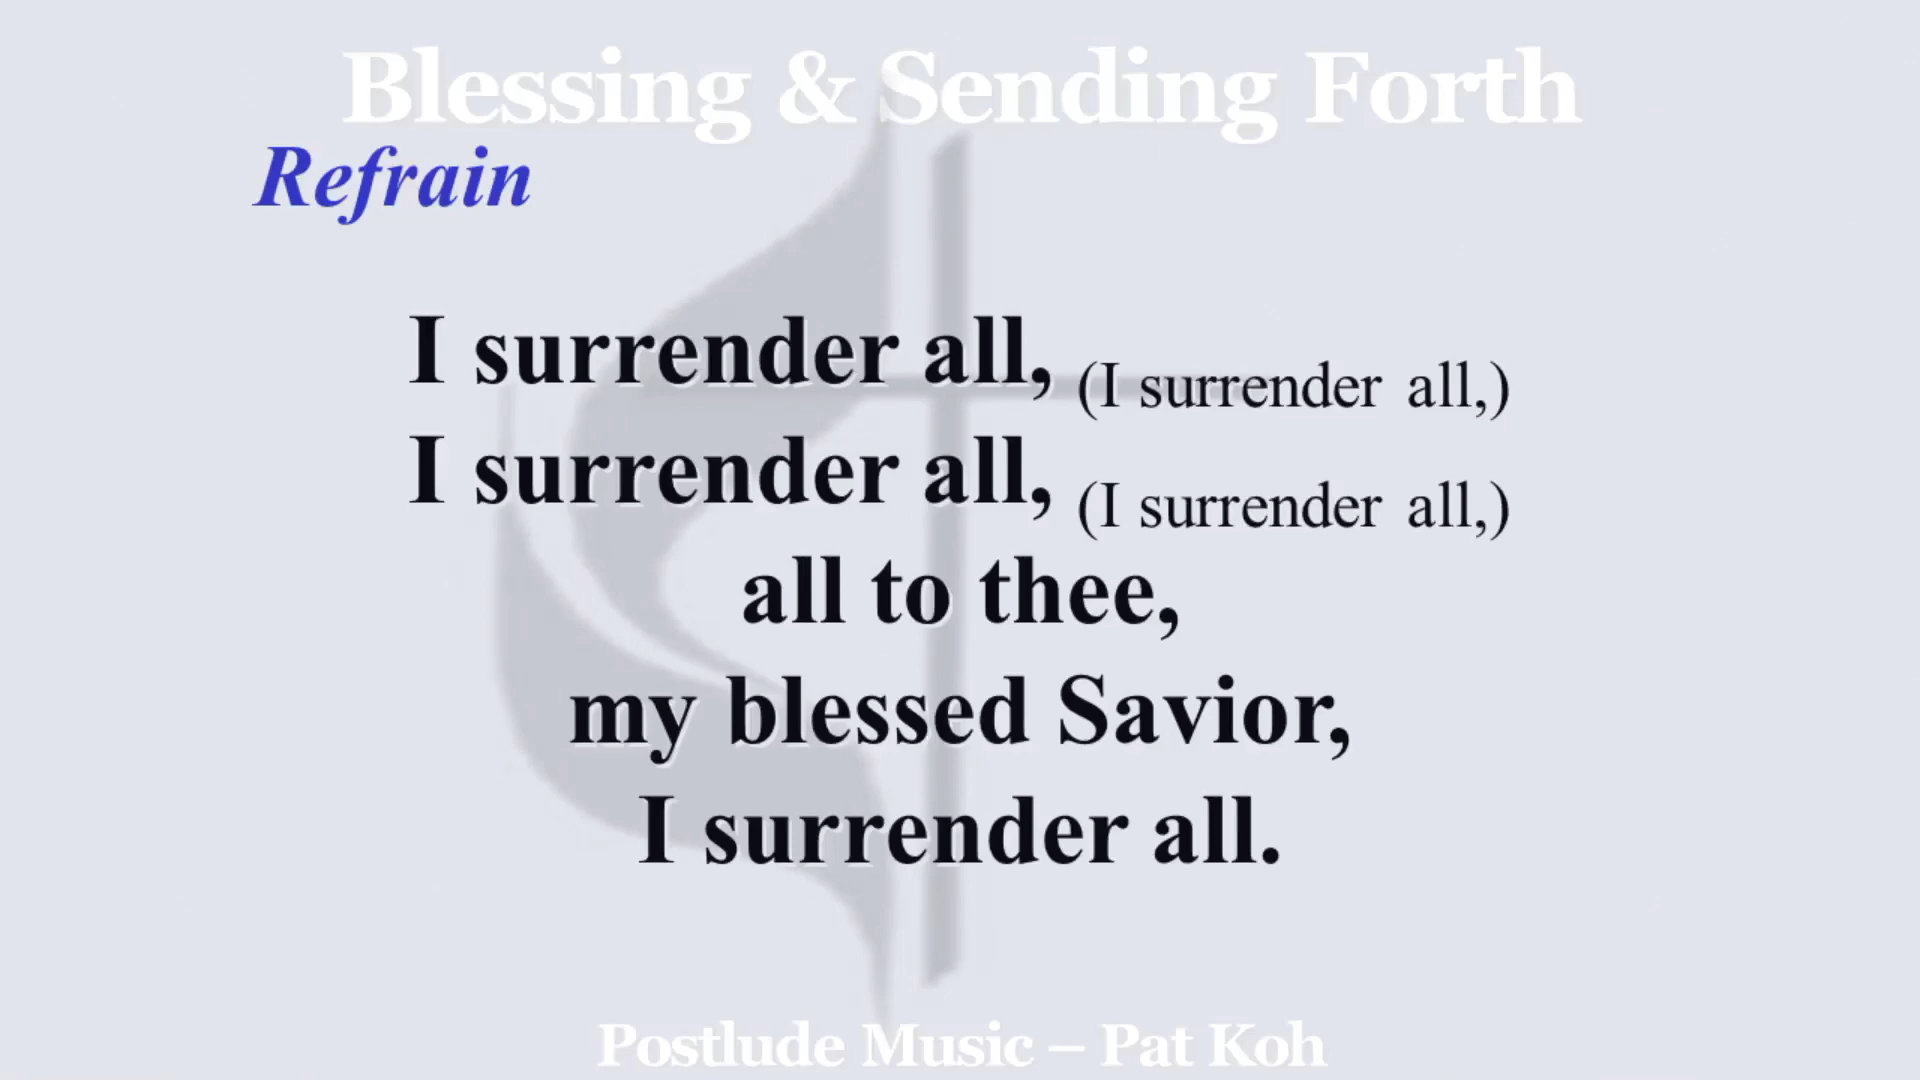 Blessing & Sending Forth
Refrain
I surrender all, (I surrender all,)
I surrender all, (I surrender all,)
all to thee,
my blessed Savior,
I surrender all.
Postlude Music – Pat Koh